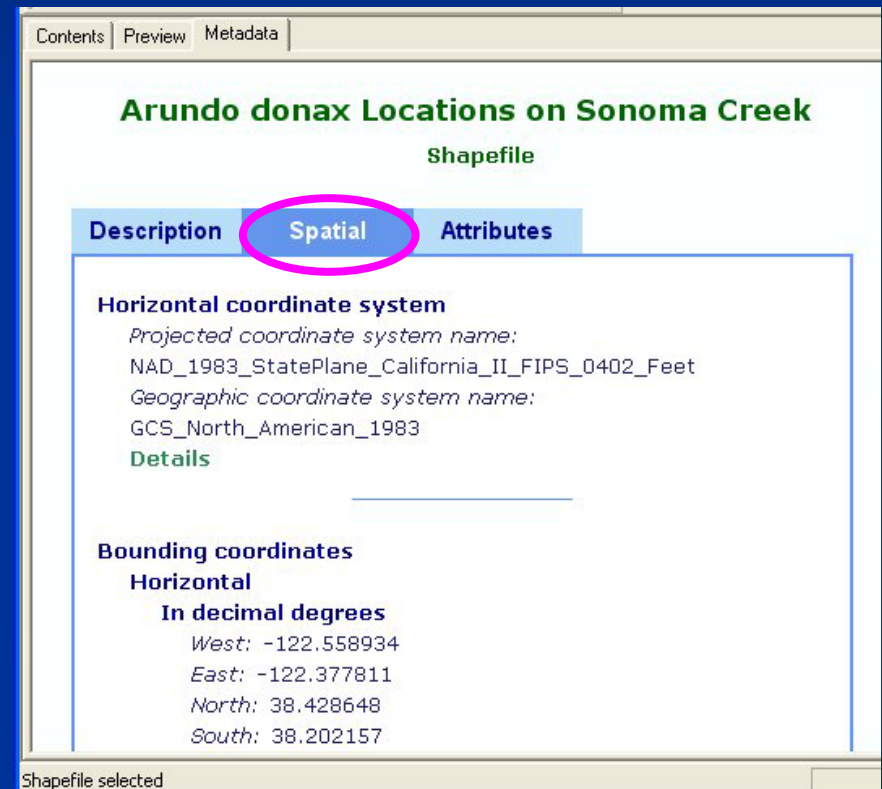 Contents Preview Metadata
Arundo donax Locations on Sonoma Creek
Shapefile
Description Spatial Attributes
Horizontal coordinate system
Projected coordinate system name:
NAD_1983_StatePlane_California_II_FIPS_0402_Feet
Geographic coordinate system name:
GCS_North_American_1983
Details
Bounding coordinates
Horizontal
In decimal degrees
West: -122.558934
East: -122.377811
North: 38.428648
South: 38.202157
Shapefile selected